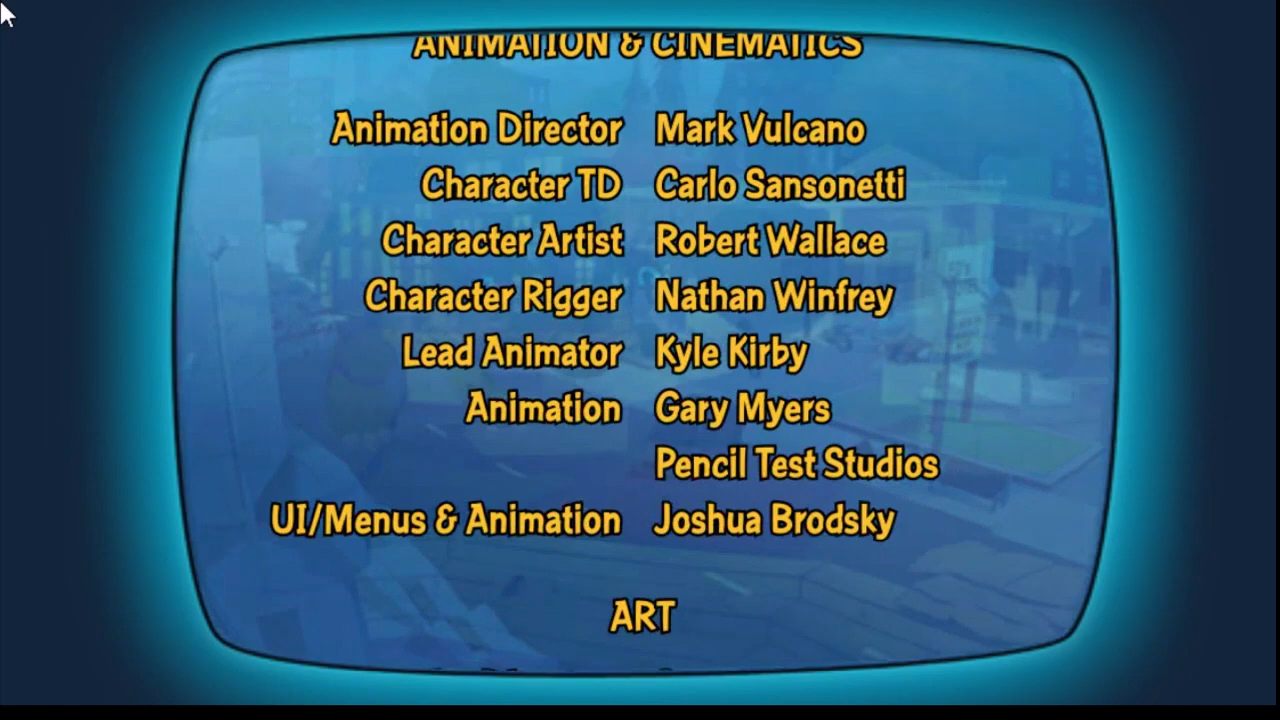 ANIMATION & CINEMATICS
Animation Director Mark Vulcano
Character TD Carlo Sansonetti
Character Artist Robert Wallace
Character Rigger Nathan Winfrey
Lead Animator Kyle Kirby
Animation Gary Myers
Pencil Test Studios
UI/Menus & Animation Joshua Brodsky
ART